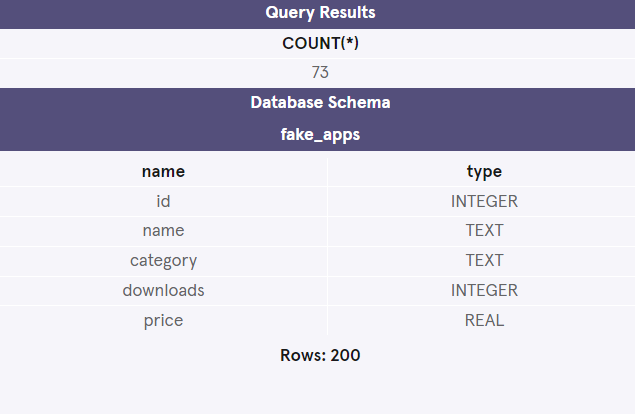 Query Results
COUNT(*)
73
Database Schema
fake_apps
name type
id INTEGER
name TEXT
category TEXT
downloads INTEGER
price REAL
Rows: 200